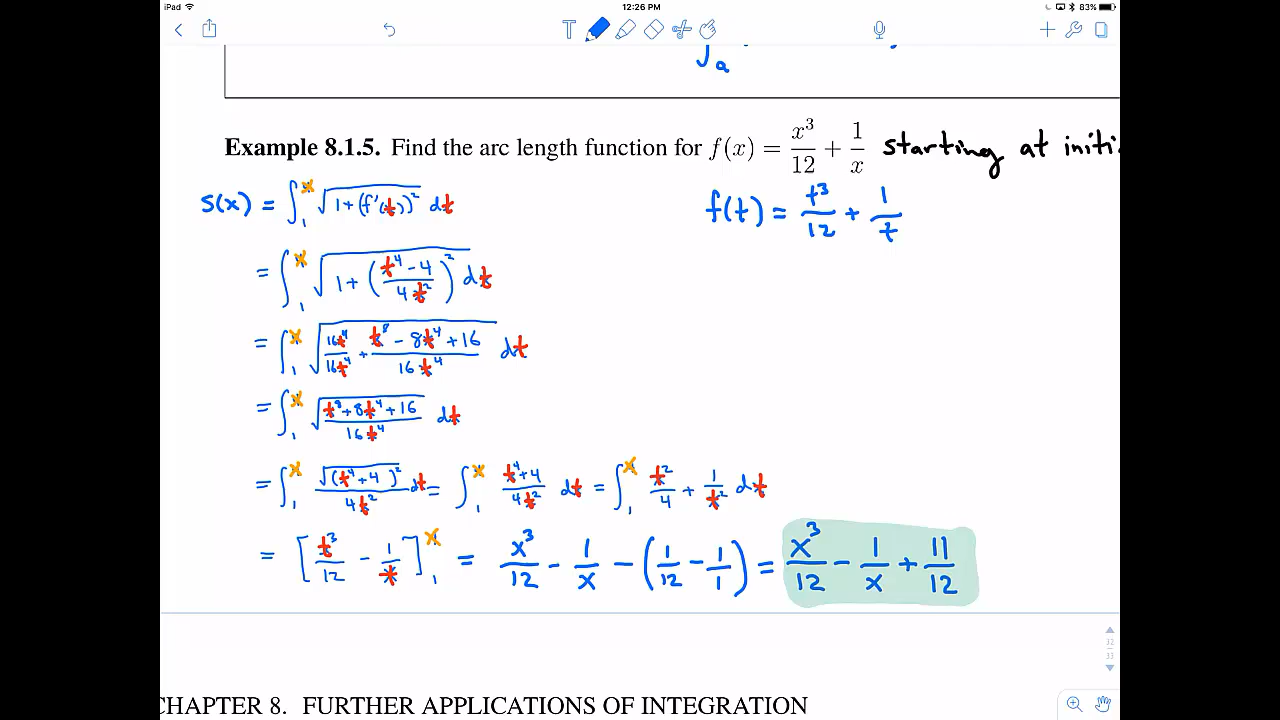 iPad 12:26 PM 83%
T
∫ₐ
Example 8.1.5. Find the arc length function for f(x) = x³/12 + 1/x starting at initi
s(x) = ∫₁ˣ √(1 + (f'(t))²) dt
f(t) = t³/12 + 1/t
= ∫₁ˣ √(1 + ((t⁴ - 4)/(4t²))²) dt
= ∫₁ˣ √(16t⁴/16t⁴ + (t⁸ - 8t⁴ + 16)/(16t⁴)) dt
= ∫₁ˣ √((t⁸ + 8t⁴ + 16)/(16t⁴)) dt
= ∫₁ˣ √((t⁴ + 4)²)/(4t²) dt = ∫₁ˣ (t⁴ + 4)/(4t²) dt = ∫₁ˣ t²/4 + 1/t² dt
= [t³/12 - 1/t]₁ˣ = x³/12 - 1/x - (1/12 - 1/1) = x³/12 - 1/x + 11/12
32
33
CHAPTER 8. FURTHER APPLICATIONS OF INTEGRATION